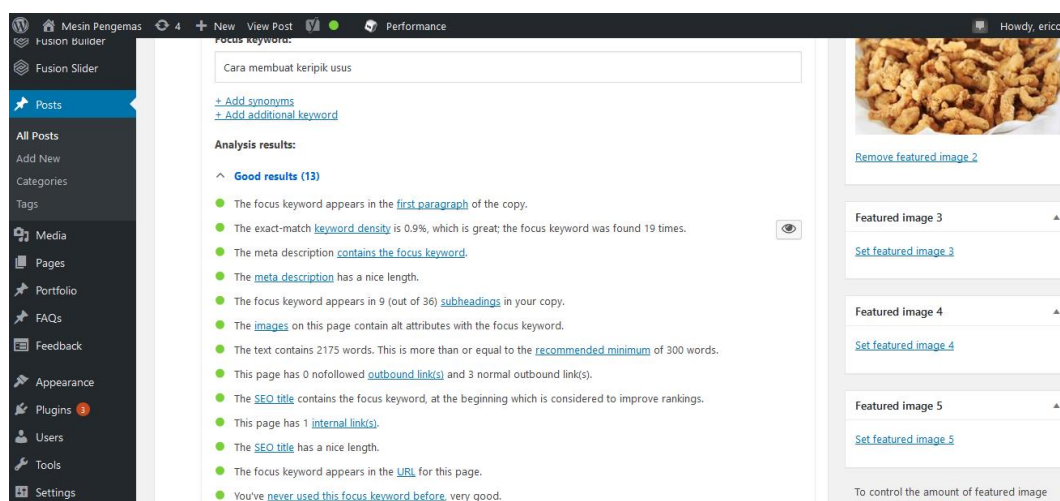 Mesin Pengemas 4 New View Post Performance Howdy, erico
Fusion Builder
Fusion Slider
Posts
All Posts
Add New
Categories
Tags
Media
Pages
Portfolio
FAQs
Feedback
Appearance
Plugins 3
Users
Tools
Settings
Focus keyword:
Cara membuat keripik usus
+ Add synonyms
+ Add additional keyword
Analysis results:
Good results (13)
The focus keyword appears in the first paragraph of the copy.
The exact-match keyword density is 0.9%, which is great; the focus keyword was found 19 times.
The meta description contains the focus keyword.
The meta description has a nice length.
The focus keyword appears in 9 (out of 36) subheadings in your copy.
The images on this page contain alt attributes with the focus keyword.
The text contains 2175 words. This is more than or equal to the recommended minimum of 300 words.
This page has 0 nofollowed outbound link(s) and 3 normal outbound link(s).
The SEO title contains the focus keyword, at the beginning which is considered to improve rankings.
This page has 1 internal link(s).
The SEO title has a nice length.
The focus keyword appears in the URL for this page.
You've never used this focus keyword before, very good.
Remove featured image 2
Featured image 3
Set featured image 3
Featured image 4
Set featured image 4
Featured image 5
Set featured image 5
To control the amount of featured image